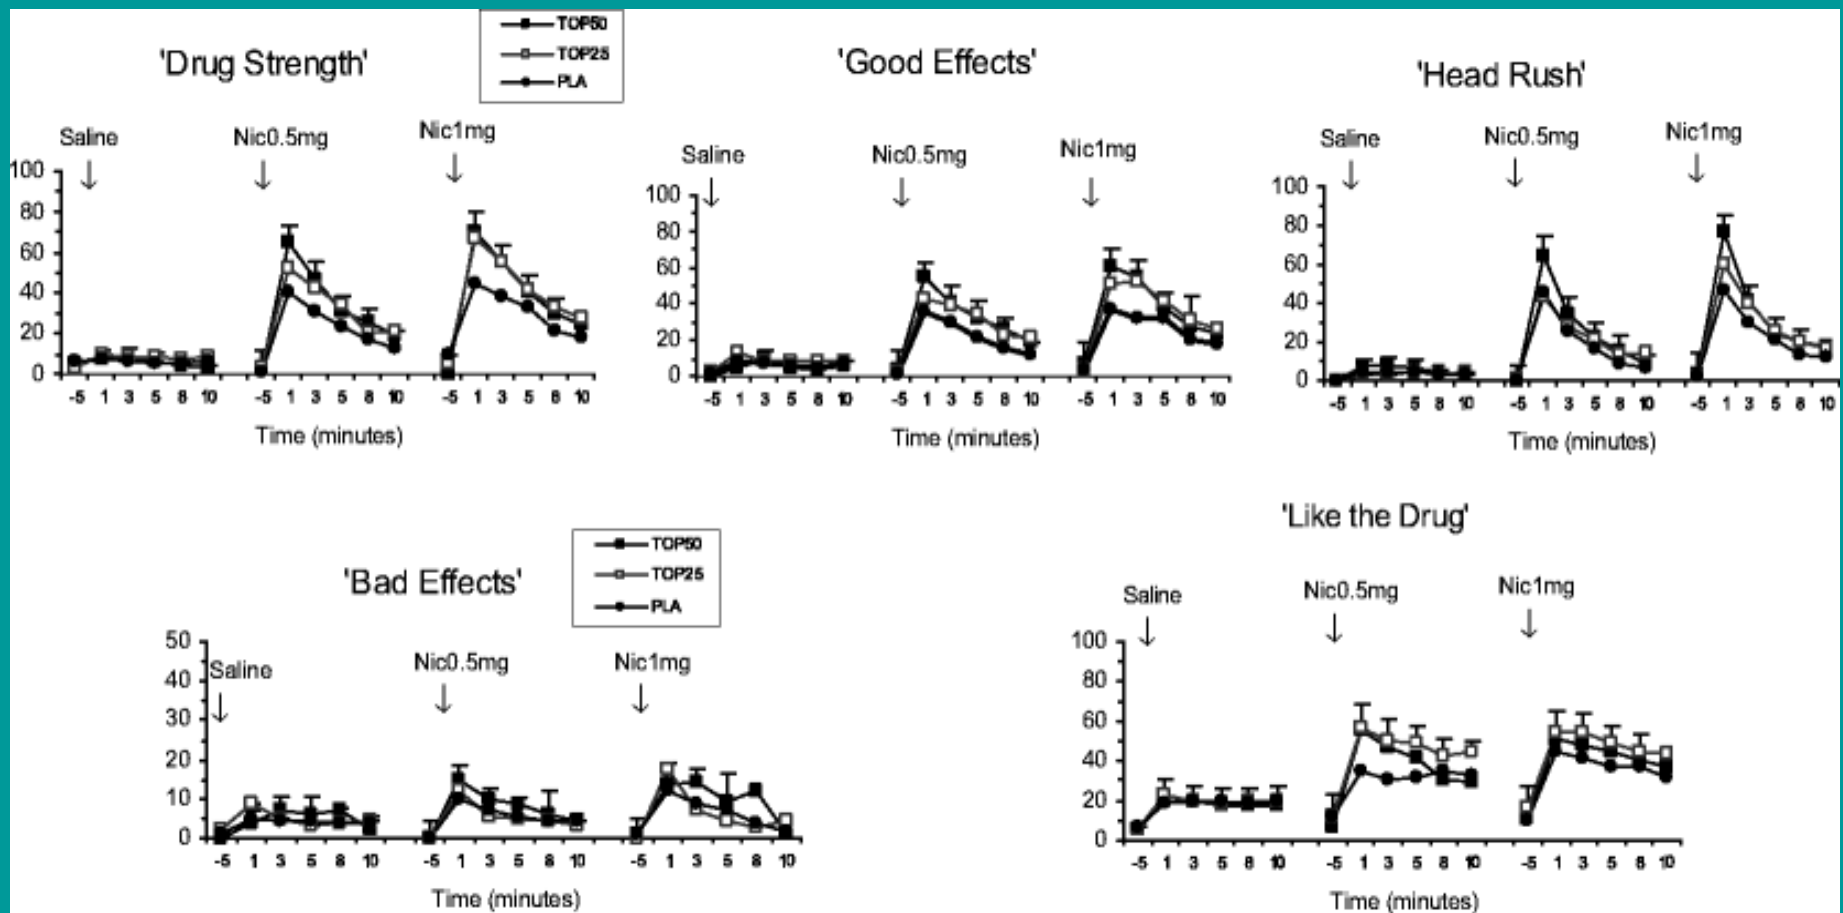 TOP50
TOP25
PLA
'Drug Strength'
Saline
Nic0.5mg
Nic1mg
100
80
60
40
20
0
-5 1 3 5 8 10 -5 1 3 5 8 10 -5 1 3 5 8 10
Time (minutes)
'Good Effects'
Saline
Nic0.5mg
Nic1mg
100
80
60
40
20
0
-5 1 3 5 8 10 -5 1 3 5 8 10 -5 1 3 5 8 10
Time (minutes)
'Head Rush'
Saline
Nic0.5mg
Nic1mg
100
80
60
40
20
0
-5 1 3 5 8 10 -5 1 3 5 8 10 -5 1 3 5 8 10
Time (minutes)
'Bad Effects'
TOP50
TOP25
PLA
Saline
Nic0.5mg
Nic1mg
50
40
30
20
10
0
-5 1 3 5 8 10 -5 1 3 5 8 10 -5 1 3 5 8 10
Time (minutes)
'Like the Drug'
Saline
Nic0.5mg
Nic1mg
100
80
60
40
20
0
-5 1 3 5 8 10 -5 1 3 5 8 10 -5 1 3 5 8 10
Time (minutes)